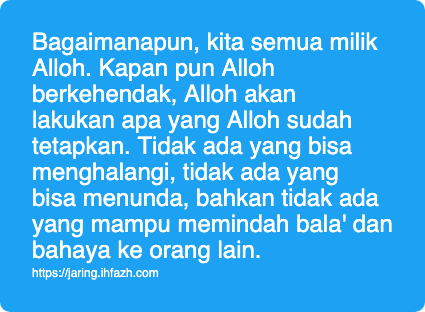 Bagaimanapun, kita semua milik
Alloh. Kapan pun Alloh
berkehendak, Alloh akan
lakukan apa yang Alloh sudah
tetapkan. Tidak ada yang bisa
menghalangi, tidak ada yang
bisa menunda, bahkan tidak ada
yang mampu memindah bala' dan
bahaya ke orang lain.
https://jaring.ihfazh.com